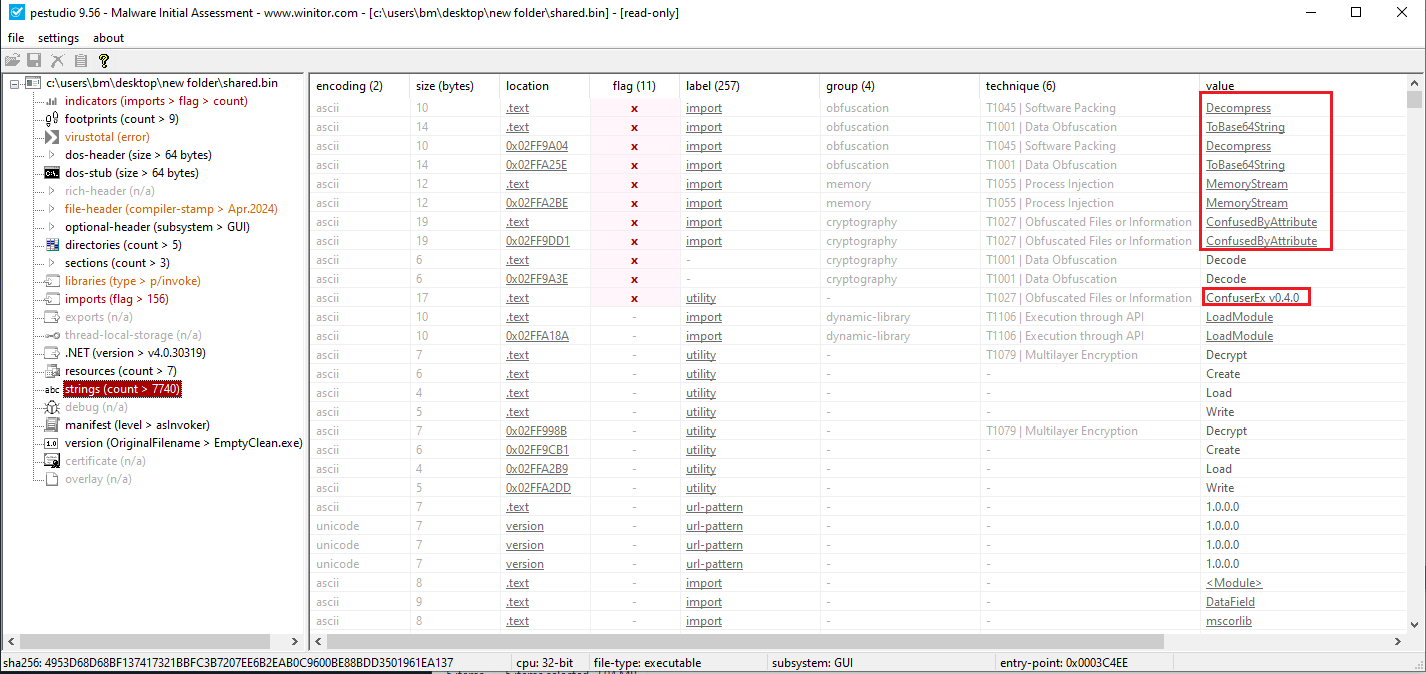 pestudio 9.56 - Malware Initial Assessment - www.winitor.com - [c:\users\bm\desktop\new folder\shared.bin] - [read-only]
file settings about
c:\users\bm\desktop\new folder\shared.bin
indicators (imports > flag > count)
footprints (count > 9)
virustotal (error)
dos-header (size > 64 bytes)
dos-stub (size > 64 bytes)
rich-header (n/a)
file-header (compiler-stamp > Apr.2024)
optional-header (subsystem > GUI)
directories (count > 5)
sections (count > 3)
libraries (type > p/invoke)
imports (flag > 156)
exports (n/a)
thread-local-storage (n/a)
.NET (version > v4.0.30319)
resources (count > 7)
abc strings (count > 7740)
debug (n/a)
manifest (level > asInvoker)
1.0 version (OriginalFilename > EmptyClean.exe)
certificate (n/a)
overlay (n/a)
encoding (2) size (bytes) location flag (11) label (257) group (4) technique (6) value
ascii 10 .text x import obfuscation T1045 | Software Packing Decompress
ascii 14 .text x import obfuscation T1001 | Data Obfuscation ToBase64String
ascii 10 0x02FF9A04 x import obfuscation T1045 | Software Packing Decompress
ascii 14 0x02FFA25E x import obfuscation T1001 | Data Obfuscation ToBase64String
ascii 12 .text x import memory T1055 | Process Injection MemoryStream
ascii 12 0x02FFA2BE x import memory T1055 | Process Injection MemoryStream
ascii 19 .text x import cryptography T1027 | Obfuscated Files or Information ConfusedByAttribute
ascii 19 0x02FF9DD1 x import cryptography T1027 | Obfuscated Files or Information ConfusedByAttribute
ascii 6 .text x - cryptography T1001 | Data Obfuscation Decode
ascii 6 0x02FF9A3E x - cryptography T1001 | Data Obfuscation Decode
ascii 17 .text x utility - T1027 | Obfuscated Files or Information ConfuserEx v0.4.0
ascii 10 .text - import dynamic-library T1106 | Execution through API LoadModule
ascii 10 0x02FFA18A - import dynamic-library T1106 | Execution through API LoadModule
ascii 7 .text - utility - T1079 | Multilayer Encryption Decrypt
ascii 6 .text - utility - - Create
ascii 4 .text - utility - - Load
ascii 5 .text - utility - - Write
ascii 7 0x02FF998B - utility - T1079 | Multilayer Encryption Decrypt
ascii 6 0x02FF9CB1 - utility - - Create
ascii 4 0x02FFA2B9 - utility - - Load
ascii 5 0x02FFA2DD - utility - - Write
ascii 7 .text - url-pattern - - 1.0.0.0
unicode 7 version - url-pattern - - 1.0.0.0
unicode 7 version - url-pattern - - 1.0.0.0
unicode 7 version - url-pattern - - 1.0.0.0
ascii 8 .text - import - - <Module>
ascii 9 .text - import - - DataField
ascii 8 .text - import - - mscorlib
sha256: 4953D68D68BF137417321BBFC3B7207EE6B2EAB0C9600BE88BDD3501961EA137 cpu: 32-bit file-type: executable subsystem: GUI entry-point: 0x0003C4EE